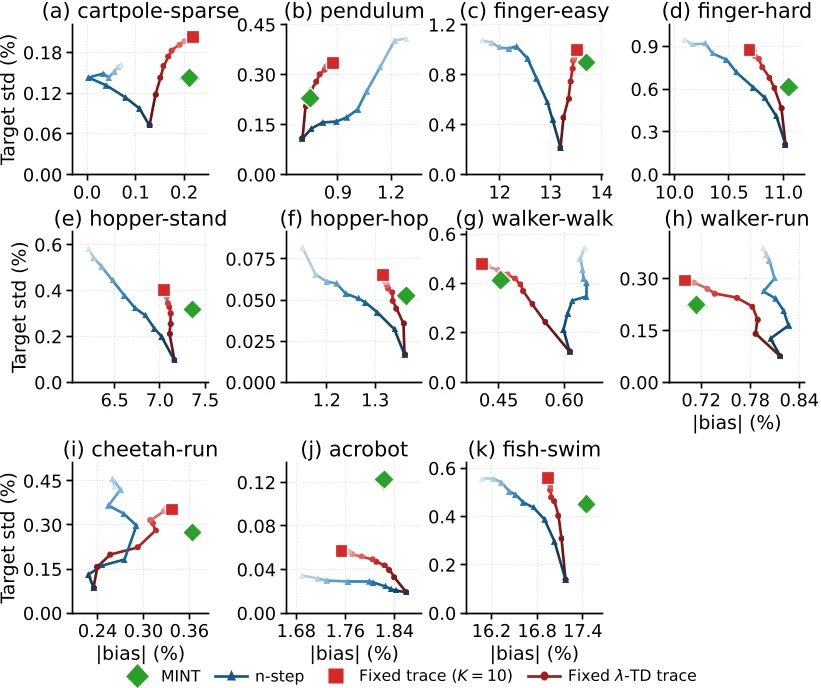 (a) cartpole-sparse (b) pendulum (c) finger-easy (d) finger-hard
Target std (%)
0.18
0.12
0.06
0.00
0.0 0.1 0.2
0.45
0.30
0.15
0.00
0.9 1.2
1.2
0.8
0.4
0.0
12 13 14
0.9
0.6
0.3
0.0
10.0 10.5 11.0
(e) hopper-stand (f) hopper-hop (g) walker-walk (h) walker-run
Target std (%)
0.6
0.4
0.2
0.0
6.5 7.0 7.5
0.075
0.050
0.025
0.000
1.2 1.3
0.6
0.4
0.2
0.0
0.45 0.60
0.30
0.15
0.00
0.72 0.78 0.84
|bias| (%)
(i) cheetah-run (j) acrobot (k) fish-swim
Target std (%)
0.45
0.30
0.15
0.00
0.24 0.30 0.36
|bias| (%)
0.12
0.08
0.04
0.00
1.68 1.76 1.84
|bias| (%)
0.6
0.4
0.2
0.0
16.2 16.8 17.4
|bias| (%)
MINT n-step Fixed trace (K = 10) Fixed λ-TD trace